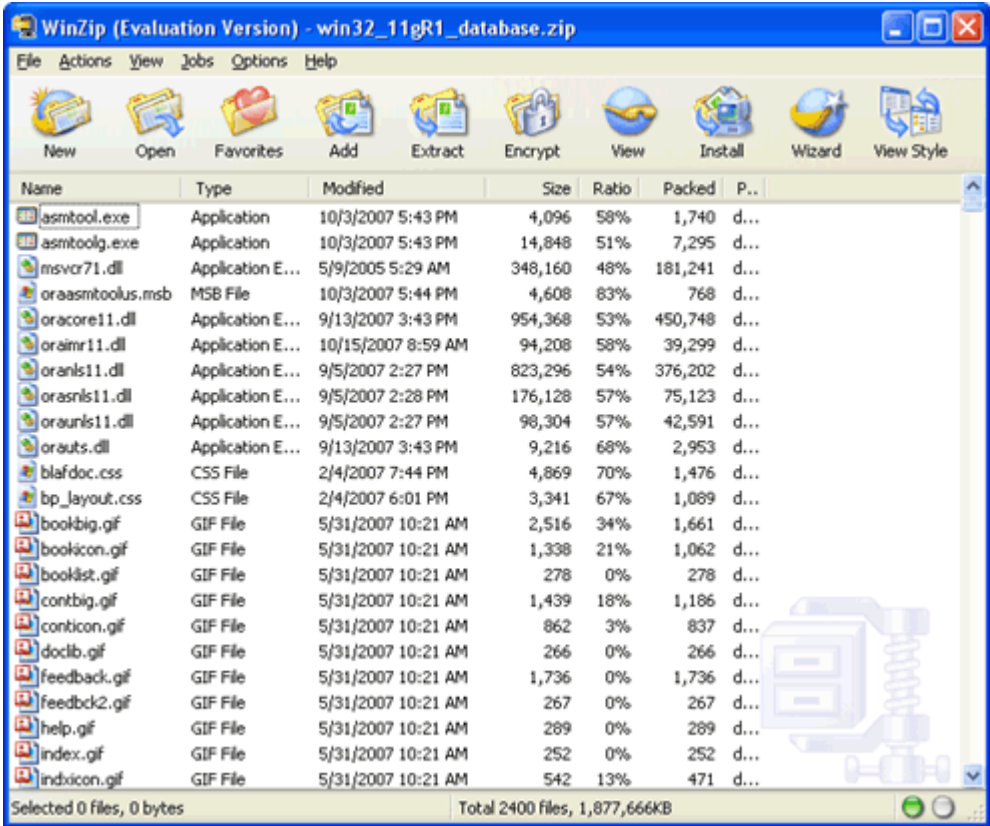 WinZip (Evaluation Version) - win32_11gR1_database.zip
File Actions View Jobs Options Help
New Open Favorites Add Extract Encrypt View Install Wizard View Style
Name Type Modified Size Ratio Packed P..
asmtool.exe Application 10/3/2007 5:43 PM 4,096 58% 1,740 d...
asmtoolg.exe Application 10/3/2007 5:43 PM 14,848 51% 7,295 d...
msvcr71.dll Application E... 5/9/2005 5:29 AM 348,160 48% 181,241 d...
oraasmtoolus.msb MSB File 10/3/2007 5:44 PM 4,608 83% 768 d...
oracore11.dll Application E... 9/13/2007 3:43 PM 954,368 53% 450,748 d...
oraimr11.dll Application E... 10/15/2007 8:59 AM 94,208 58% 39,299 d...
oranls11.dll Application E... 9/5/2007 2:27 PM 823,296 54% 376,202 d...
orasnls11.dll Application E... 9/5/2007 2:28 PM 176,128 57% 75,123 d...
oraunls11.dll Application E... 9/5/2007 2:27 PM 98,304 57% 42,591 d...
orauts.dll Application E... 9/13/2007 3:43 PM 9,216 68% 2,953 d...
blafdoc.css CSS File 2/4/2007 7:44 PM 4,869 70% 1,476 d...
bp_layout.css CSS File 2/4/2007 6:01 PM 3,341 67% 1,089 d...
bookbig.gif GIF File 5/31/2007 10:21 AM 2,516 34% 1,661 d...
bookicon.gif GIF File 5/31/2007 10:21 AM 1,338 21% 1,062 d...
booklist.gif GIF File 5/31/2007 10:21 AM 278 0% 278 d...
contbig.gif GIF File 5/31/2007 10:21 AM 1,439 18% 1,186 d...
conticon.gif GIF File 5/31/2007 10:21 AM 862 3% 837 d...
doclib.gif GIF File 5/31/2007 10:21 AM 266 0% 266 d...
feedback.gif GIF File 5/31/2007 10:21 AM 1,736 0% 1,736 d...
feedbck2.gif GIF File 5/31/2007 10:21 AM 267 0% 267 d...
help.gif GIF File 5/31/2007 10:21 AM 289 0% 289 d...
index.gif GIF File 5/31/2007 10:21 AM 252 0% 252 d...
indxicon.gif GIF File 5/31/2007 10:21 AM 542 13% 471 d...
Selected 0 files, 0 bytes Total 2400 files, 1,877,666KB